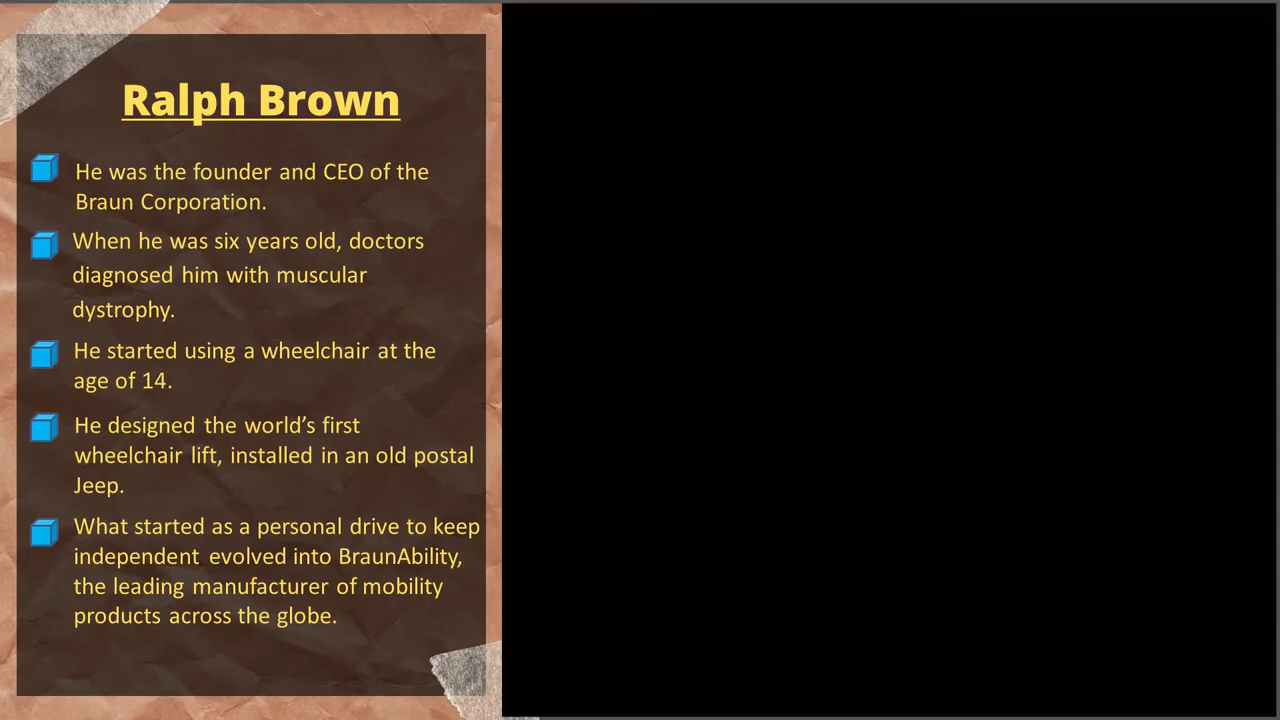 Ralph Brown
He was the founder and CEO of the
Braun Corporation.
When he was six years old, doctors
diagnosed him with muscular
dystrophy.
He started using a wheelchair at the
age of 14.
He designed the world’s first
wheelchair lift, installed in an old postal
Jeep.
What started as a personal drive to keep
independent evolved into BraunAbility,
the leading manufacturer of mobility
products across the globe.